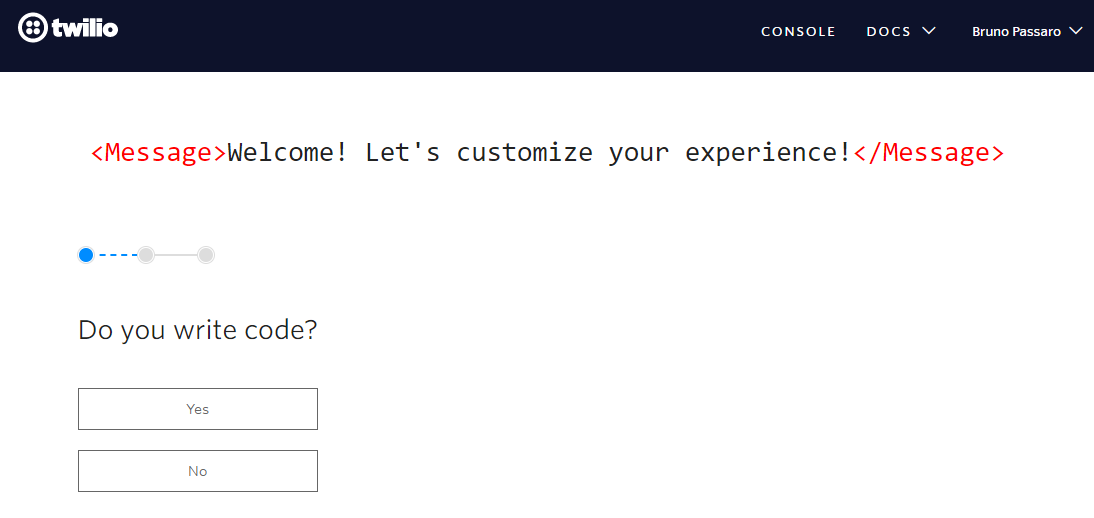 twilio
CONSOLE DOCS Bruno Passaro
<Message>Welcome! Let's customize your experience!</Message>
Do you write code?
Yes
No